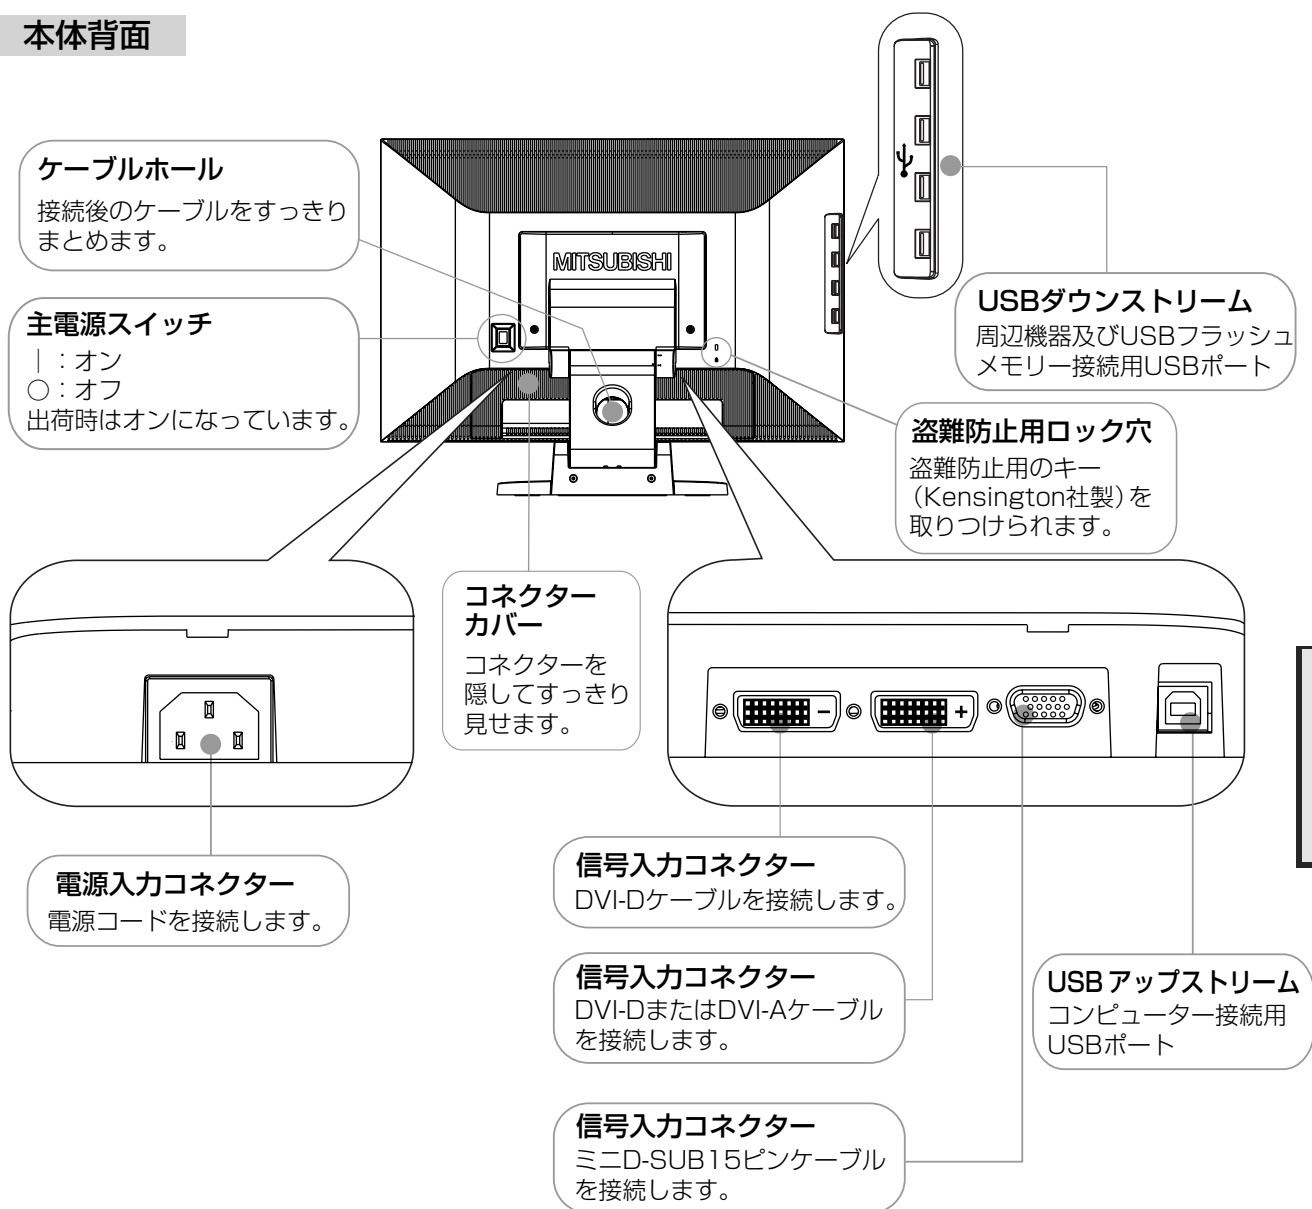 本体背面
ケーブルホール
接続後のケーブルをすっきり
まとめます。
主電源スイッチ
｜：オン
○：オフ
出荷時はオンになっています。
MITSUBISHI
USBダウンストリーム
周辺機器及びUSBフラッシュ
メモリー接続用USBポート
盗難防止用ロック穴
盗難防止用のキー
（Kensington社製）を
取りつけられます。
コネクター
カバー
コネクターを
隠してすっきり
見せます。
電源入力コネクター
電源コードを接続します。
信号入力コネクター
DVI-Dケーブルを接続します。
信号入力コネクター
DVI-DまたはDVI-Aケーブル
を接続します。
信号入力コネクター
ミニD-SUB15ピンケーブル
を接続します。
USBアップストリーム
コンピューター接続用
USBポート